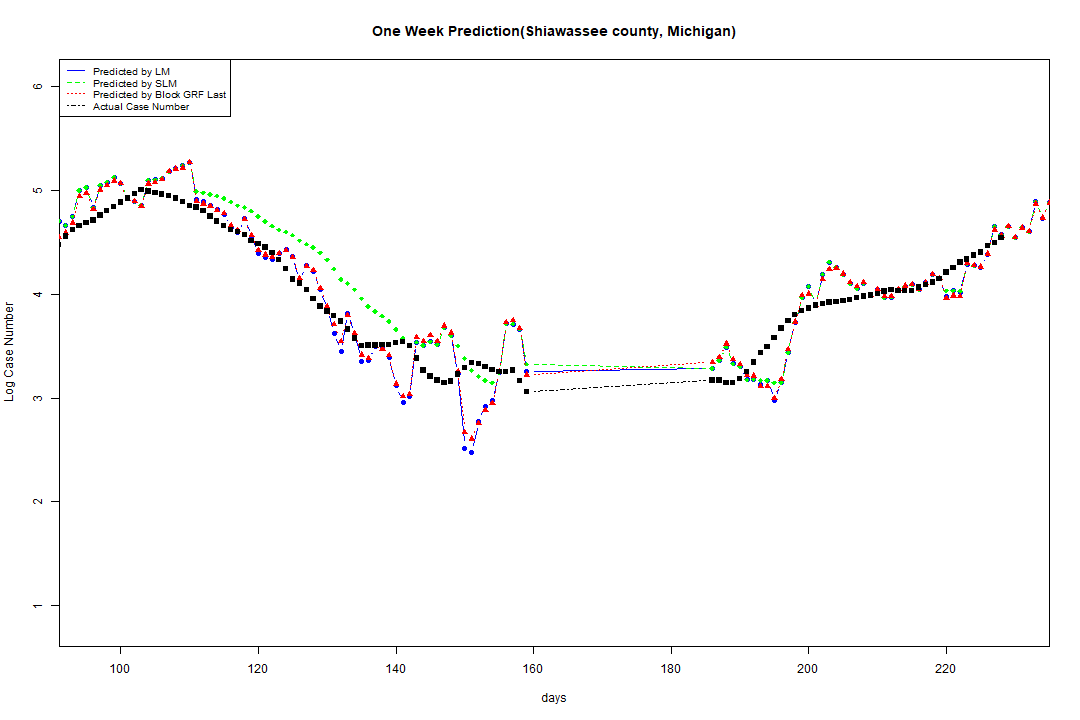 One Week Prediction(Shiawassee county, Michigan)
Predicted by LM
Predicted by SLM
Predicted by Block GRF Last
Actual Case Number
6
5
4
3
2
1
Log Case Number
100 120 140 160 180 200 220
days